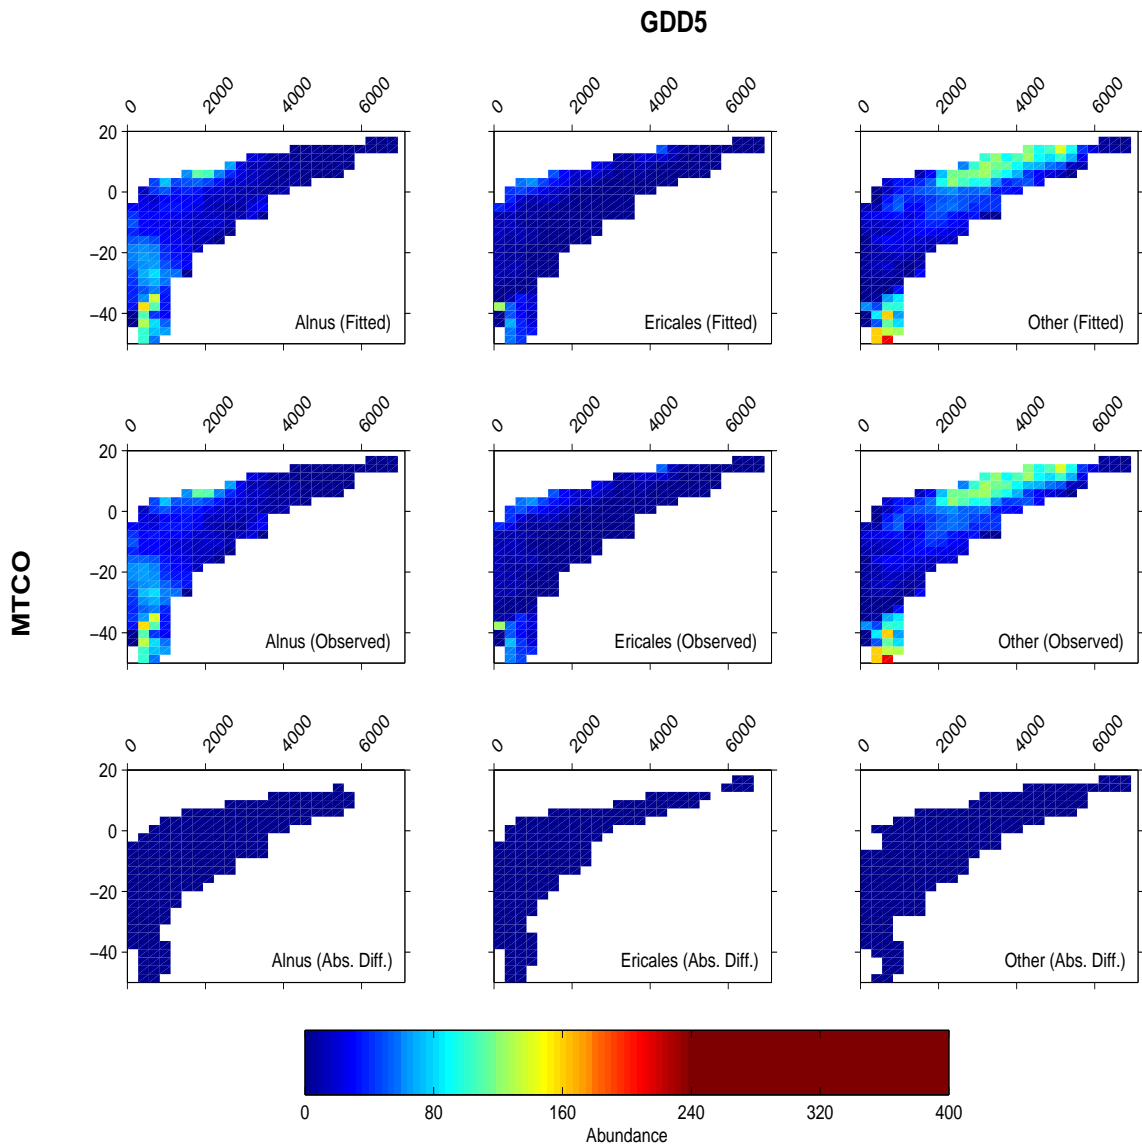 GDD5
0 2000 4000 6000 0 2000 4000 6000 0 2000 4000 6000
20
0
−20
−40
Alnus (Fitted) Ericales (Fitted) Other (Fitted)
0 2000 4000 6000 0 2000 4000 6000 0 2000 4000 6000
20
0
−20
−40
MTCO
Alnus (Observed) Ericales (Observed) Other (Observed)
0 2000 4000 6000 0 2000 4000 6000 0 2000 4000 6000
20
0
−20
−40
Alnus (Abs. Diff.) Ericales (Abs. Diff.) Other (Abs. Diff.)
0 80 160 240 320 400
Abundance